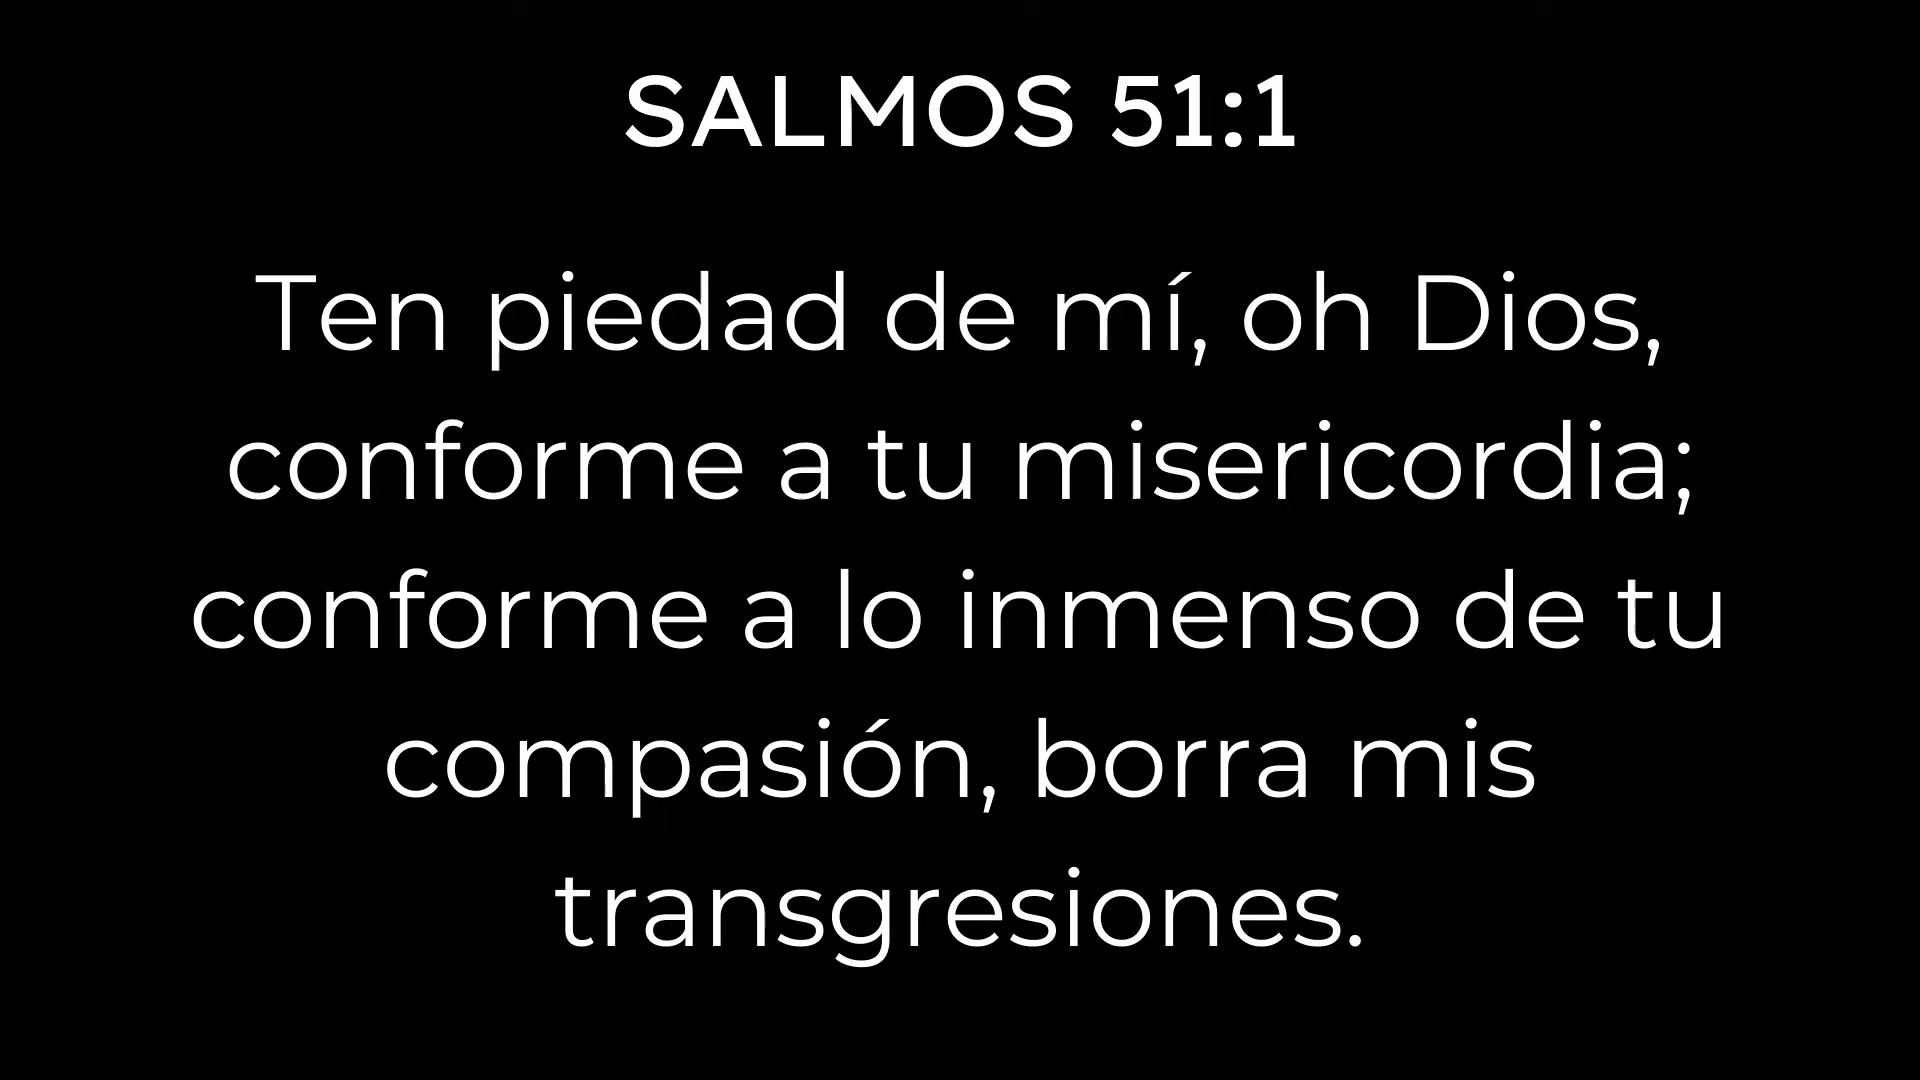 SALMOS 51:1
Ten piedad de mí, oh Dios,
conforme a tu misericordia;
conforme a lo inmenso de tu
compasión, borra mis
transgresiones.